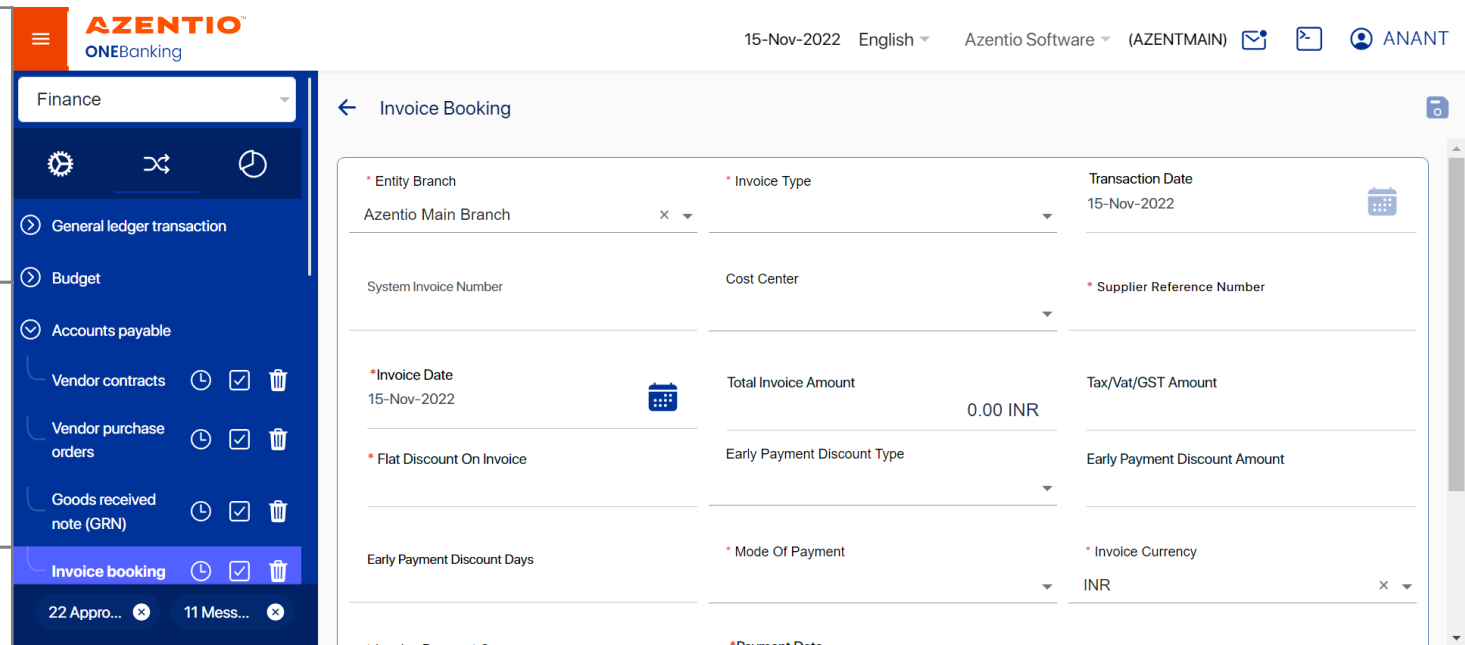 AZENTIO™
ONEBanking
15-Nov-2022 English Azentio Software (AZENTMAIN) ANANT
Finance
Invoice Booking
General ledger transaction
Budget
Accounts payable
Vendor contracts
Vendor purchase
orders
Goods received
note (GRN)
Invoice booking
22 Appro... 11 Mess...
* Entity Branch
Azentio Main Branch
* Invoice Type
Transaction Date
15-Nov-2022
System Invoice Number
Cost Center
* Supplier Reference Number
*Invoice Date
15-Nov-2022
Total Invoice Amount
0.00 INR
Tax/Vat/GST Amount
* Flat Discount On Invoice
Early Payment Discount Type
Early Payment Discount Amount
Early Payment Discount Days
* Mode Of Payment
* Invoice Currency
INR
*Payment Date